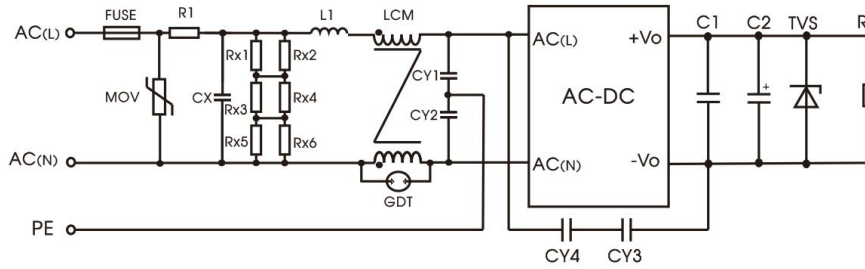 FUSE R1 L1 LCM C1 C2 TVS R
AC(L) AC(L) +Vo
Rx1 Rx2 CY1
MOV CX Rx3 Rx4 CY2 AC-DC
Rx5 Rx6
AC(N) AC(N) -Vo
GDT
PE
CY4 CY3